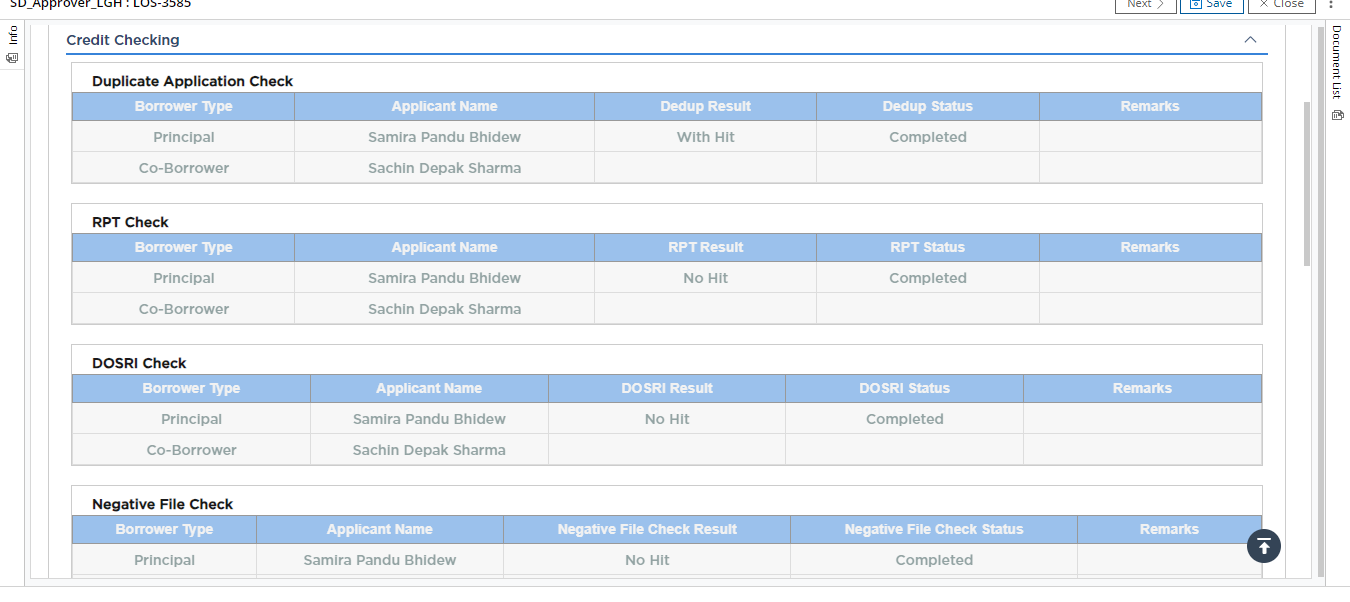 SD_Approver_LGH : LOS-3585
Next
Save
Close
Info
Document List
Credit Checking
Duplicate Application Check
Borrower Type Applicant Name Dedup Result Dedup Status Remarks
Principal Samira Pandu Bhidew With Hit Completed
Co-Borrower Sachin Depak Sharma
RPT Check
Borrower Type Applicant Name RPT Result RPT Status Remarks
Principal Samira Pandu Bhidew No Hit Completed
Co-Borrower Sachin Depak Sharma
DOSRI Check
Borrower Type Applicant Name DOSRI Result DOSRI Status Remarks
Principal Samira Pandu Bhidew No Hit Completed
Co-Borrower Sachin Depak Sharma
Negative File Check
Borrower Type Applicant Name Negative File Check Result Negative File Check Status Remarks
Principal Samira Pandu Bhidew No Hit Completed